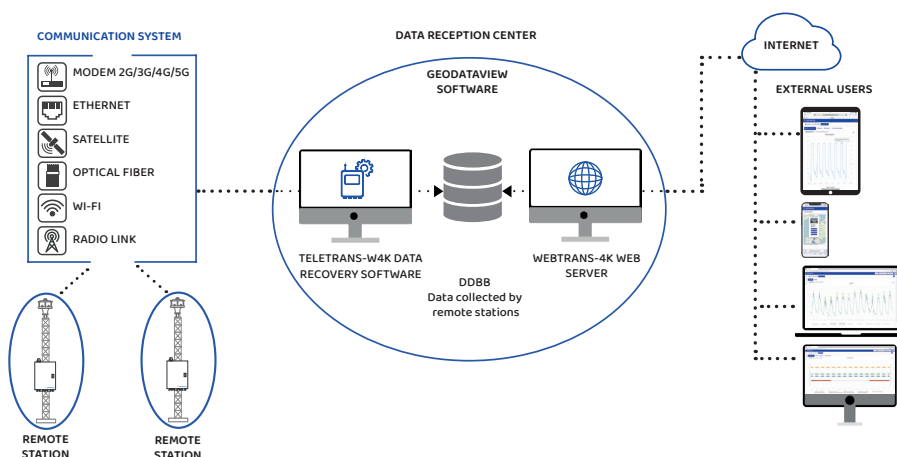 COMMUNICATION SYSTEM
MODEM 2G/3G/4G/5G
ETHERNET
SATELLITE
OPTICAL FIBER
WI-FI
RADIO LINK
REMOTE
STATION
REMOTE
STATION
DATA RECEPTION CENTER
GEODATAVIEW
SOFTWARE
TELETRANS-W4K DATA
RECOVERY SOFTWARE
DDBB
Data collected by
remote stations
WEBTRANS-4K WEB
SERVER
INTERNET
EXTERNAL USERS